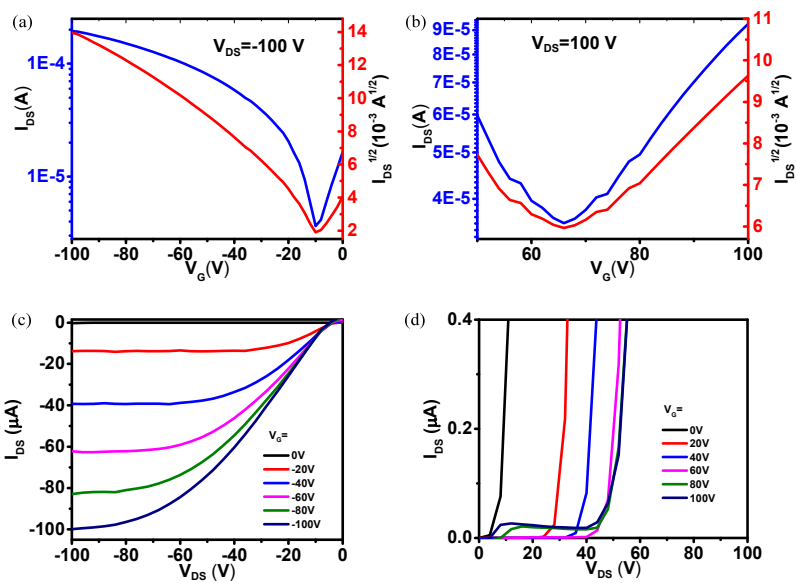 (a)
V_DS=-100 V
1E-4
1E-5
I_DS(A)
14
12
10
8
6
4
2
I_DS^1/2(10^-3 A^1/2)
-100 -80 -60 -40 -20 0
V_G(V)
(b)
V_DS=100 V
9E-5
8E-5
7E-5
6E-5
5E-5
4E-5
I_DS(A)
11
10
9
8
7
6
I_DS^1/2(10^-3 A^1/2)
60 80 100
V_G(V)
(c)
0
-20
-40
-60
-80
-100
I_DS (μA)
V_G=
0V
-20V
-40V
-60V
-80V
-100V
-100 -80 -60 -40 -20 0
V_DS (V)
(d)
0.4
0.2
0.0
I_DS (μA)
V_G=
0V
20V
40V
60V
80V
100V
0 20 40 60 80 100
V_DS (V)